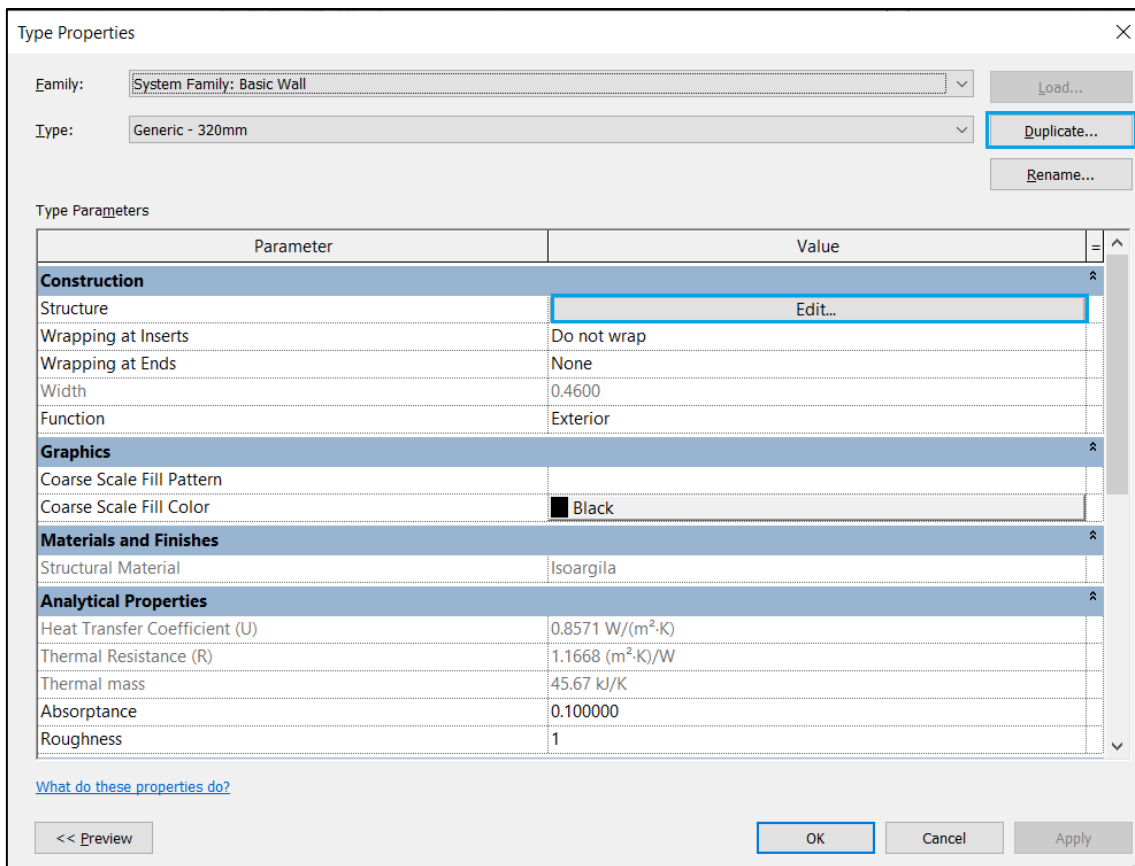 Type Properties
Family: System Family: Basic Wall Load...
Type: Generic - 320mm Duplicate...
Rename...
Type Parameters
Parameter Value =
Construction
Structure Edit...
Wrapping at Inserts Do not wrap
Wrapping at Ends None
Width 0.4600
Function Exterior
Graphics
Coarse Scale Fill Pattern
Coarse Scale Fill Color Black
Materials and Finishes
Structural Material Isoargila
Analytical Properties
Heat Transfer Coefficient (U) 0.8571 W/(m²·K)
Thermal Resistance (R) 1.1668 (m²·K)/W
Thermal mass 45.67 kJ/K
Absorptance 0.100000
Roughness 1
What do these properties do?
<< Preview OK Cancel Apply